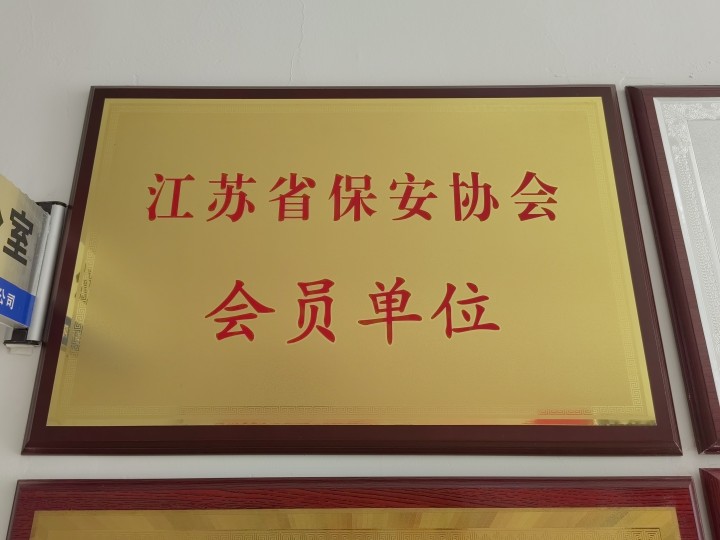 江苏省保安协会
会员单位
室
公司